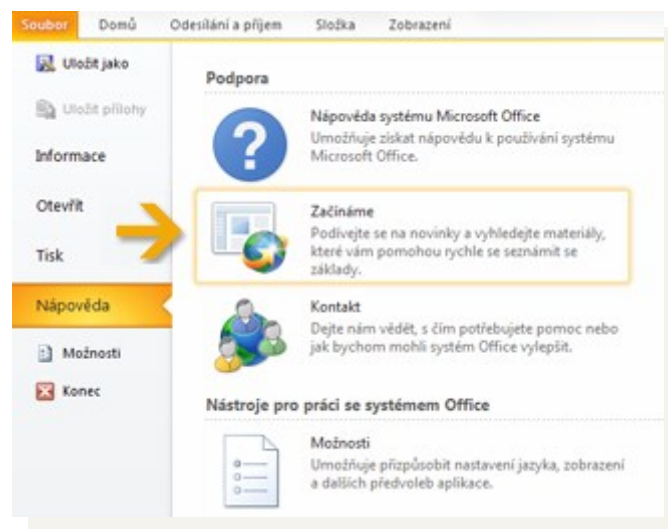 Soubor Domů Odesílání a příjem Složka Zobrazení
Uložit jako
Uložit přílohy
Informace
Otevřít
Tisk
Nápověda
Možnosti
Konec
Podpora
Nápověda systému Microsoft Office
Umožňuje získat nápovědu k používání systému
Microsoft Office.
Začínáme
Podívejte se na novinky a vyhledejte materiály,
které vám pomohou rychle se seznámit se
základy.
Kontakt
Dejte nám vědět, s čím potřebujete pomoc nebo
jak bychom mohli systém Office vylepšit.
Nástroje pro práci se systémem Office
Možnosti
Umožňuje přizpůsobit nastavení jazyka, zobrazení
a dalších předvoleb aplikace.